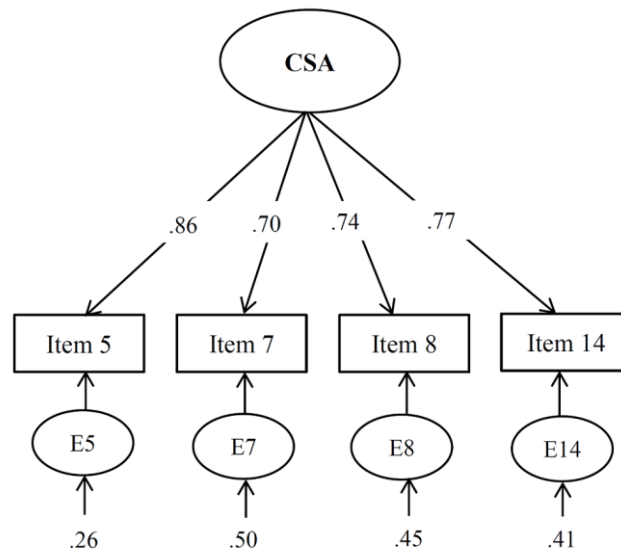 CSA
.86 .70 .74 .77
Item 5 Item 7 Item 8 Item 14
E5 E7 E8 E14
.26 .50 .45 .41